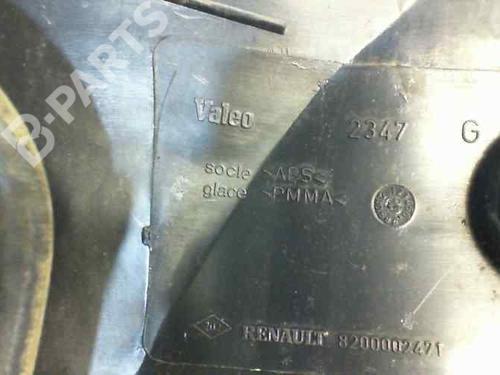 B-PARTS
Valeo 2347 G
socle >ABS<
glace >PMMA<
RENAULT 8200002471